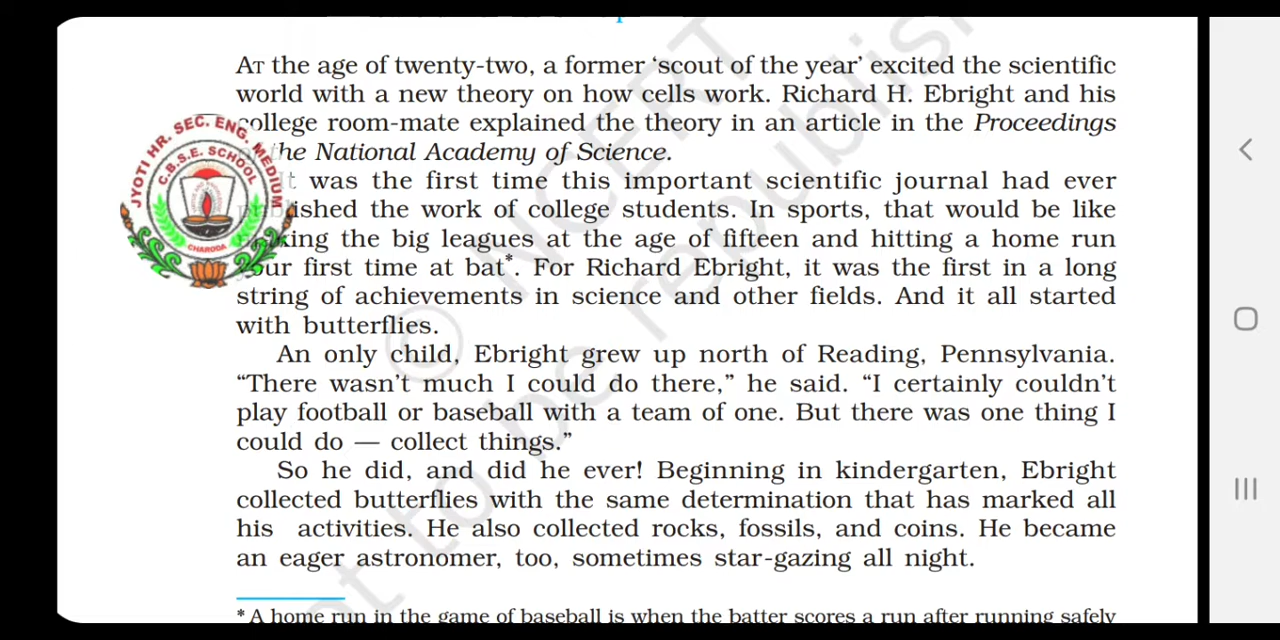 AT the age of twenty-two, a former ‘scout of the year’ excited the scientific
world with a new theory on how cells work. Richard H. Ebright and his
college room-mate explained the theory in an article in the Proceedings
the National Academy of Science.
It was the first time this important scientific journal had ever
published the work of college students. In sports, that would be like
making the big leagues at the age of fifteen and hitting a home run
your first time at bat*. For Richard Ebright, it was the first in a long
string of achievements in science and other fields. And it all started
with butterflies.
An only child, Ebright grew up north of Reading, Pennsylvania.
“There wasn’t much I could do there,” he said. “I certainly couldn’t
play football or baseball with a team of one. But there was one thing I
could do — collect things.”
So he did, and did he ever! Beginning in kindergarten, Ebright
collected butterflies with the same determination that has marked all
his activities. He also collected rocks, fossils, and coins. He became
an eager astronomer, too, sometimes star-gazing all night.
* A home run in the game of baseball is when the batter scores a run after running safely
JYOTI HR. SEC. ENG. MEDIUM
C.B.S.E. SCHOOL
CHARODA
© NCERT
not to be republish